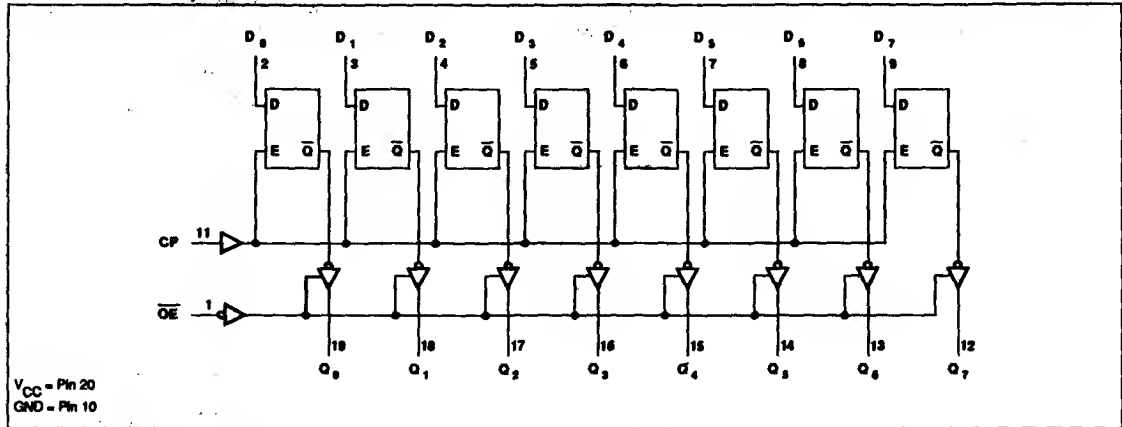 D0 D1 D2 D3 D4 D5 D6 D7
2 3 4 5 6 7 8 9
D D D D D D D D
E Q̅ E Q̅ E Q̅ E Q̅ E Q̅ E Q̅ E Q̅ E Q̅
CP 11
O̅E̅ 1
19 18 17 16 15 14 13 12
Q0 Q1 Q2 Q3 Q4 Q5 Q6 Q7
VCC = Pin 20
GND = Pin 10